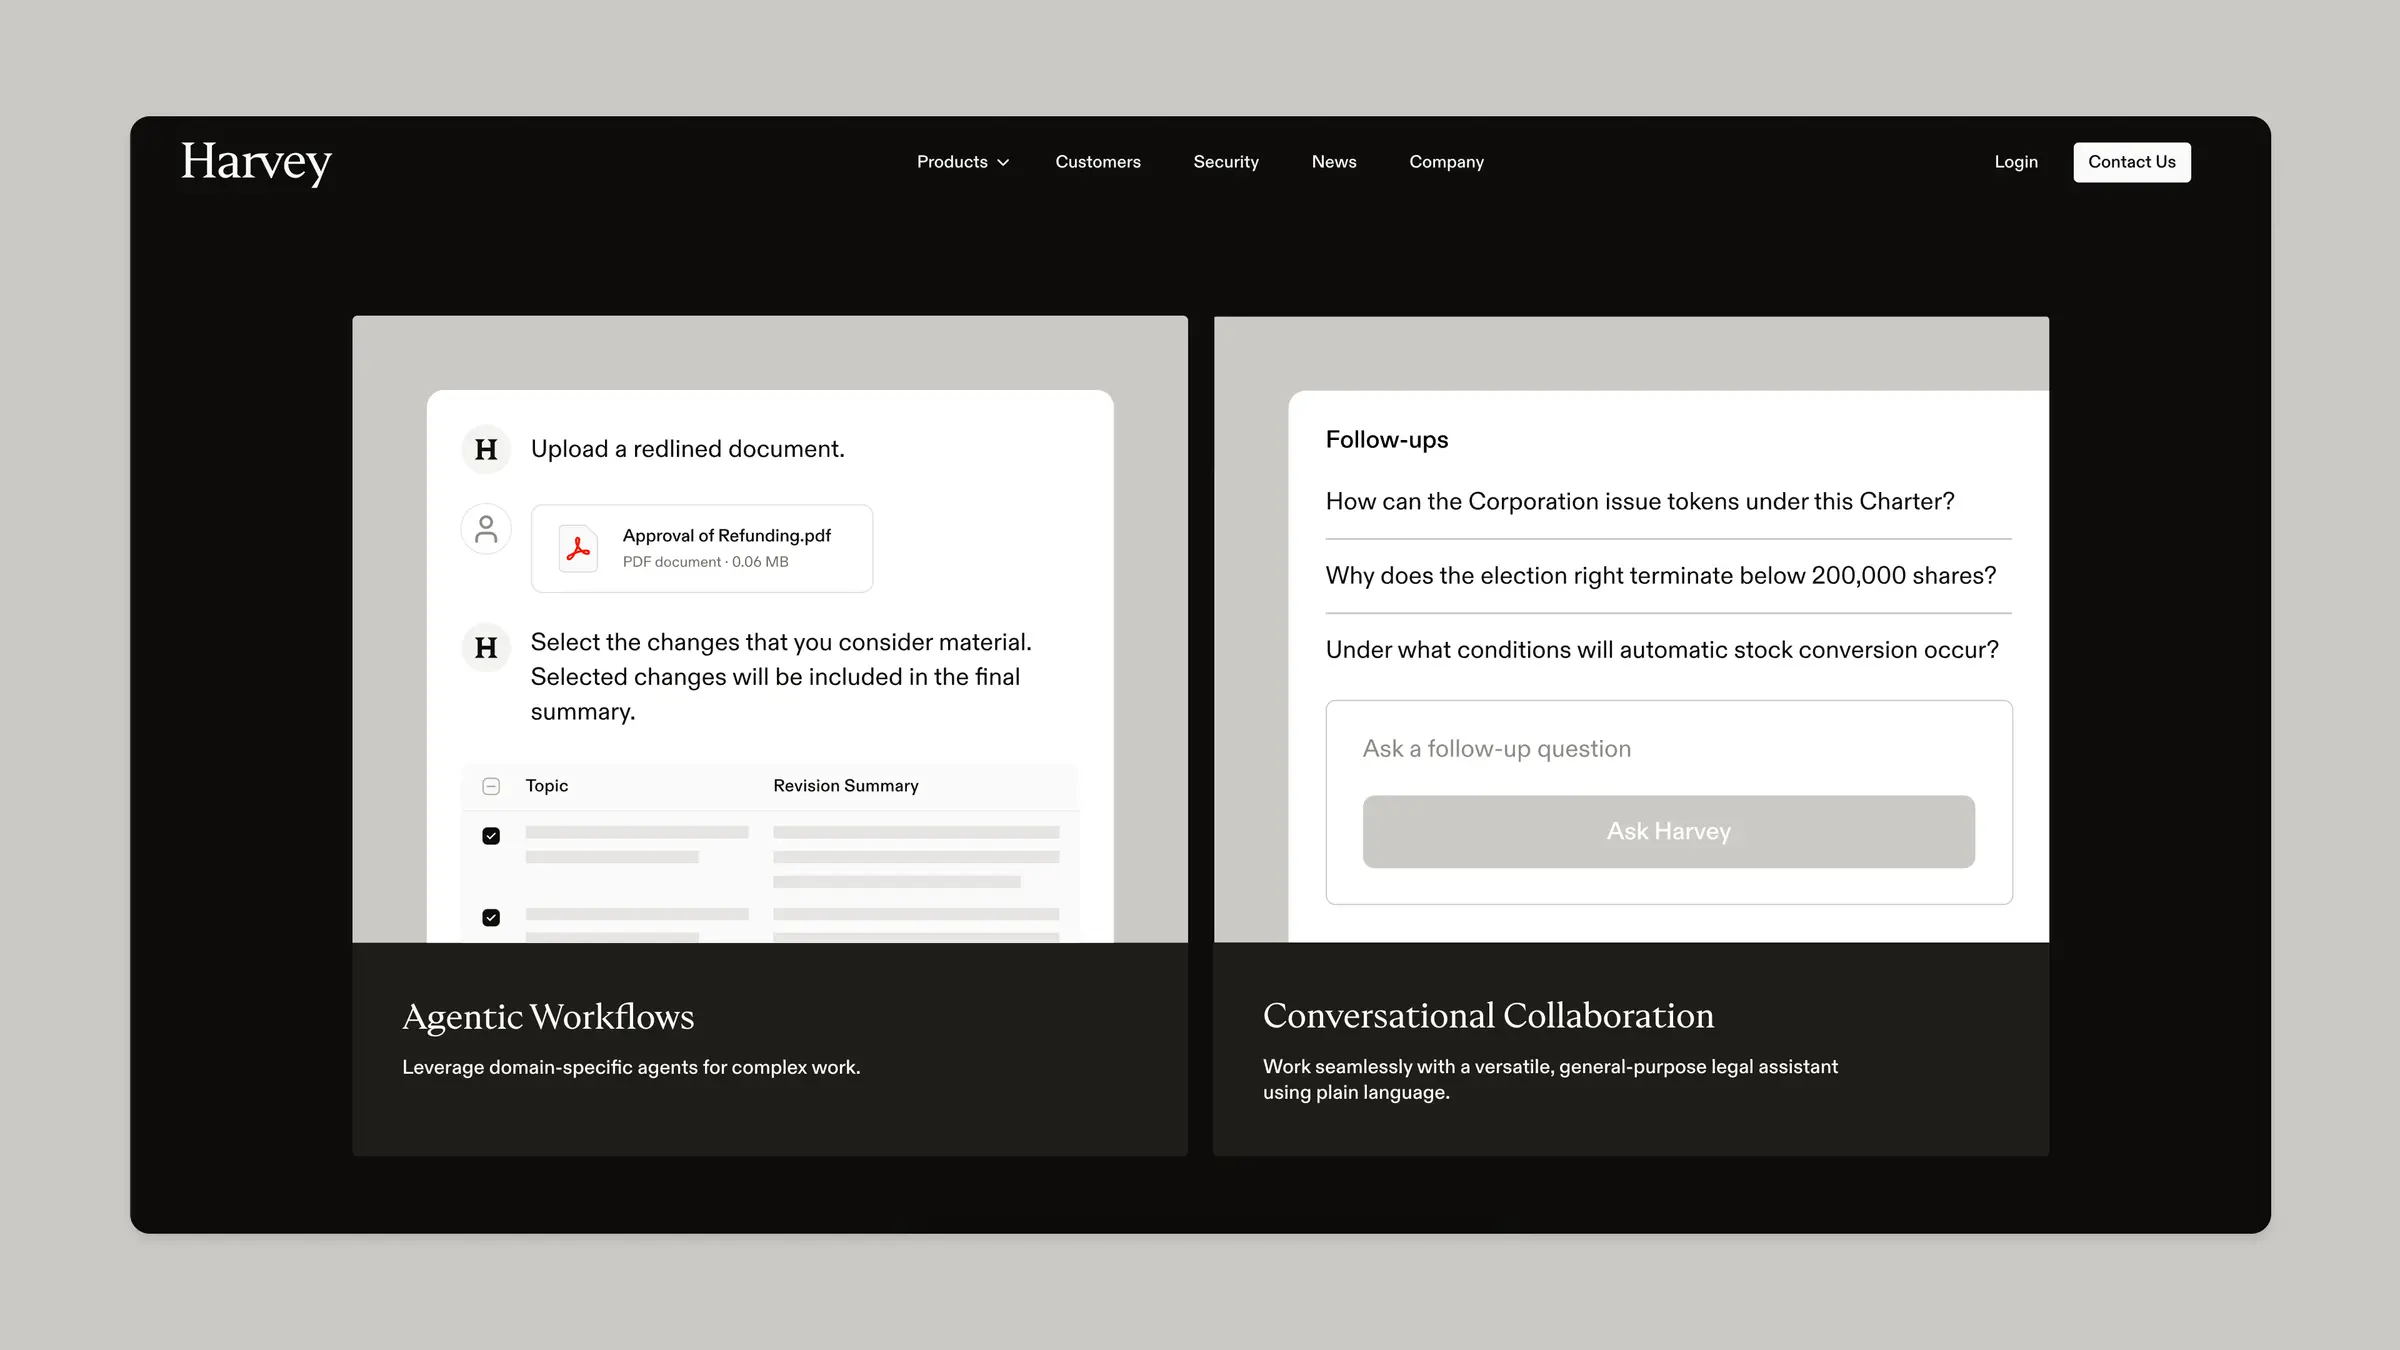 Harvey
Products
Customers
Security
News
Company
Login
Contact Us
H
Upload a redlined document.
Approval of Refunding.pdf
PDF document · 0.06 MB
H
Select the changes that you consider material.
Selected changes will be included in the final
summary.
Topic
Revision Summary
Agentic Workflows
Leverage domain-specific agents for complex work.
Follow-ups
How can the Corporation issue tokens under this Charter?
Why does the election right terminate below 200,000 shares?
Under what conditions will automatic stock conversion occur?
Ask a follow-up question
Ask Harvey
Conversational Collaboration
Work seamlessly with a versatile, general-purpose legal assistant
using plain language.